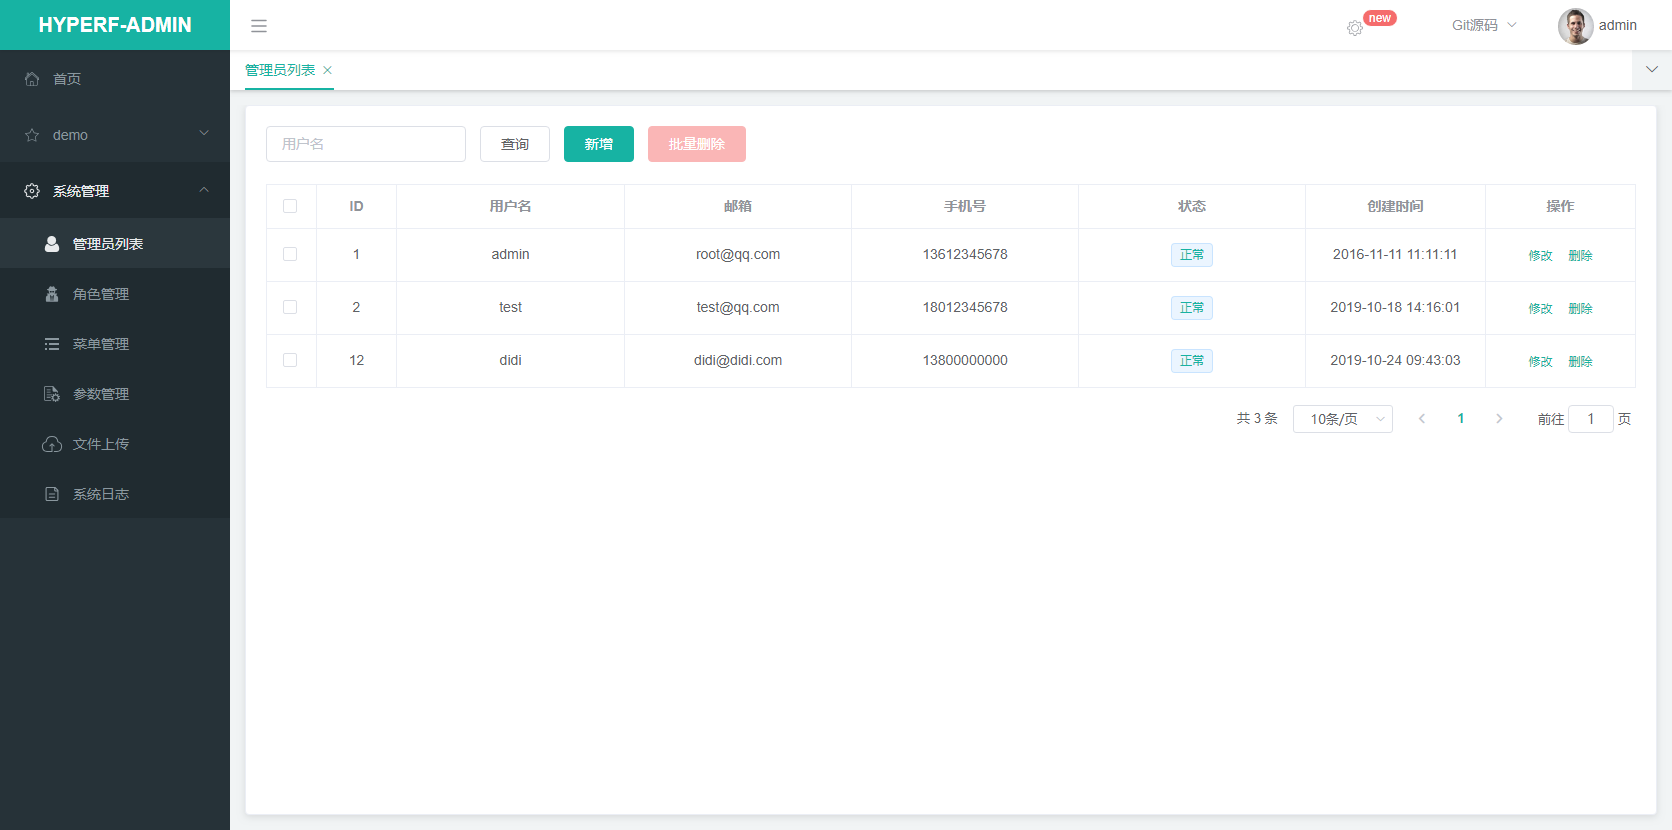 HYPERF-ADMIN
new
Git源码
admin
首页
demo
系统管理
管理员列表
角色管理
菜单管理
参数管理
文件上传
系统日志
管理员列表
用户名 查询 新增 批量删除
ID 用户名 邮箱 手机号 状态 创建时间 操作
1 admin root@qq.com 13612345678 正常 2016-11-11 11:11:11 修改 删除
2 test test@qq.com 18012345678 正常 2019-10-18 14:16:01 修改 删除
12 didi didi@didi.com 13800000000 正常 2019-10-24 09:43:03 修改 删除
共 3 条 10条/页 1 前往 1 页